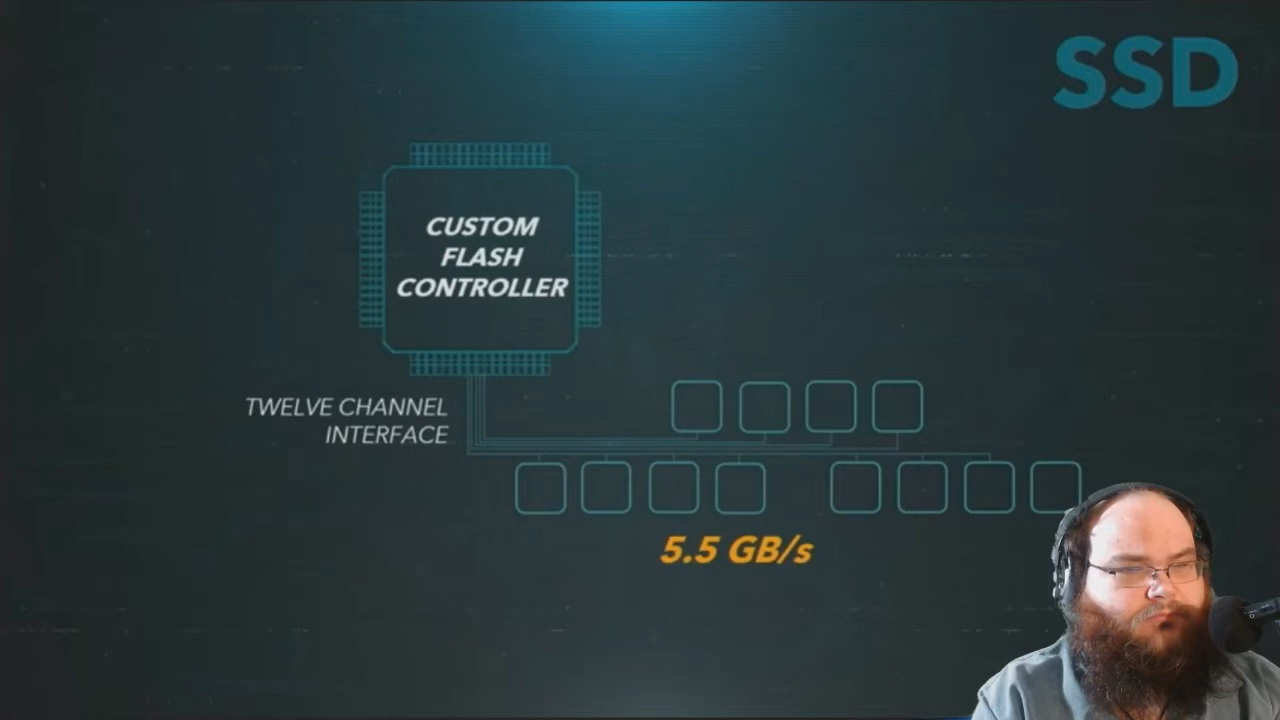 SSD
CUSTOM
FLASH
CONTROLLER
TWELVE CHANNEL
INTERFACE
5.5 GB/s